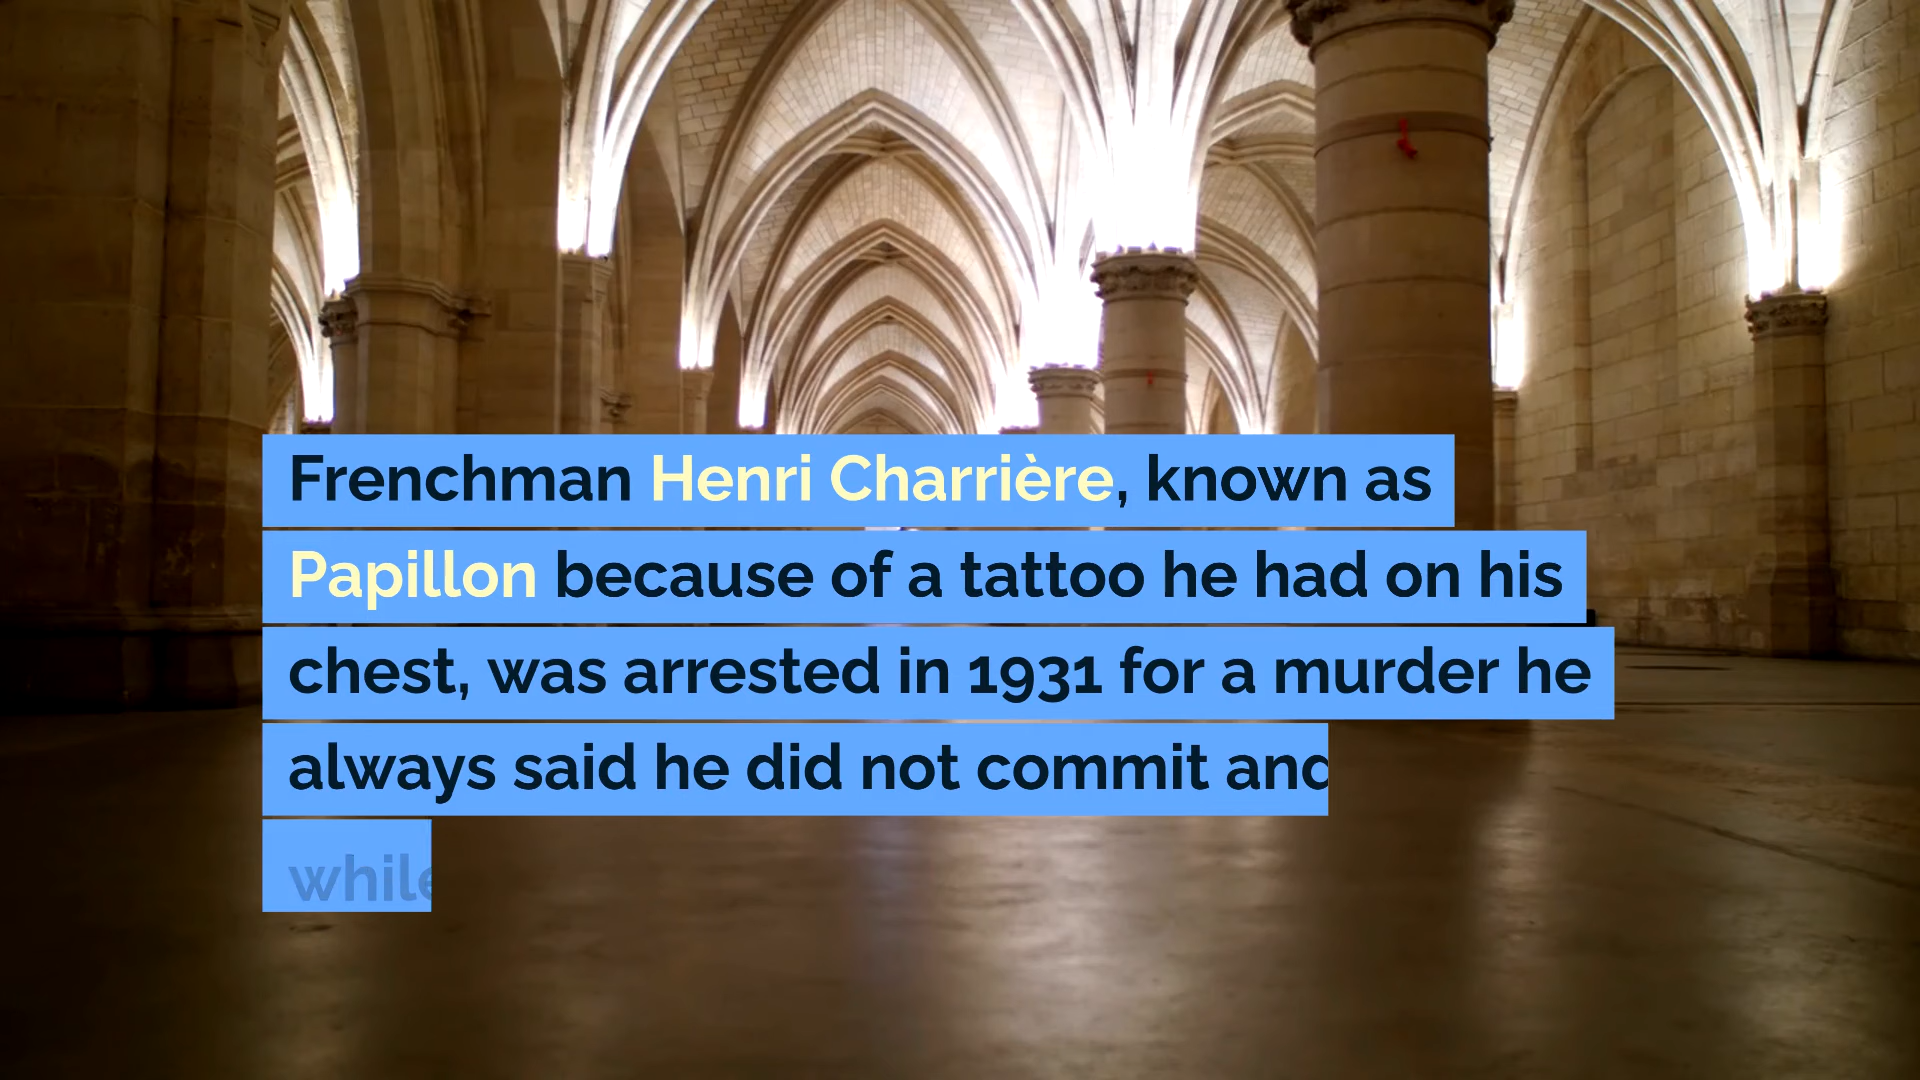 Frenchman Henri Charrière, known as
Papillon because of a tattoo he had on his
chest, was arrested in 1931 for a murder he
always said he did not commit and
while